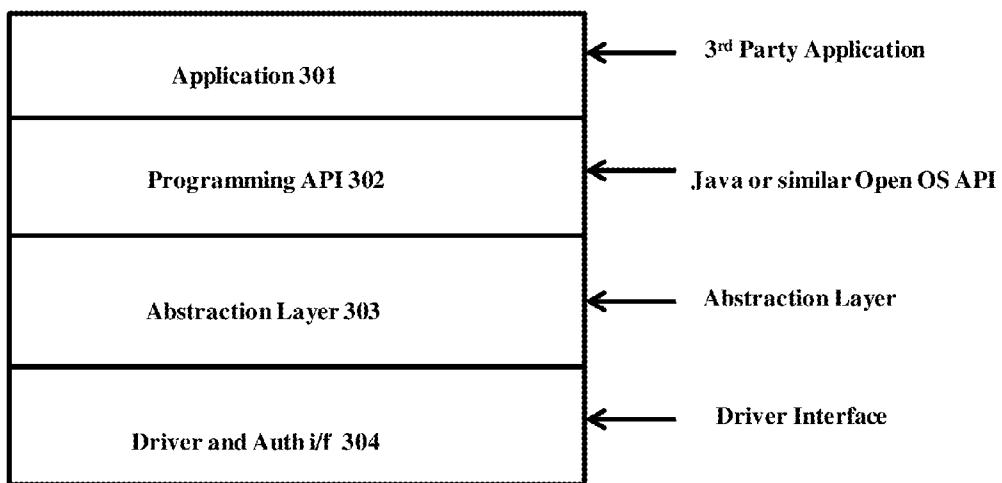 Application 301
3rd Party Application
Programming API 302
Java or similar Open OS API
Abstraction Layer 303
Abstraction Layer
Driver and Auth i/f 304
Driver Interface